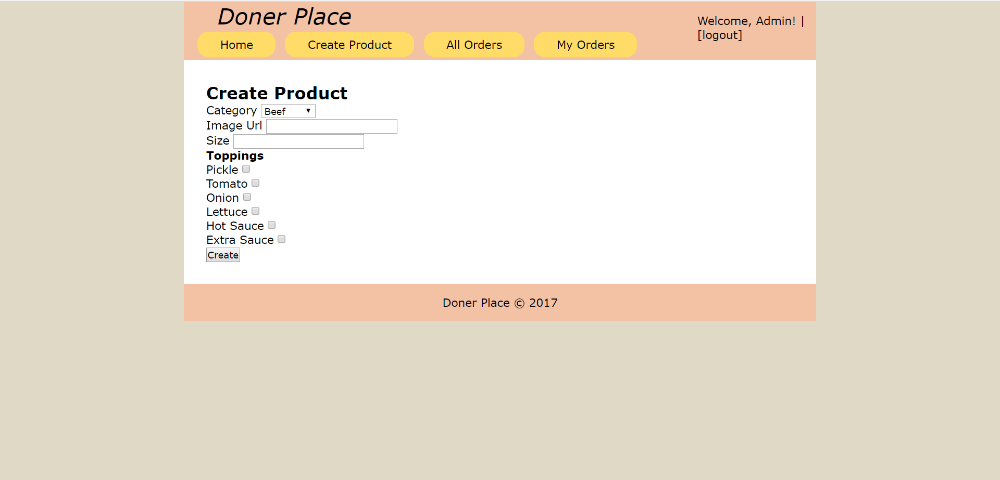 Doner Place
Welcome, Admin! |
[logout]
Home
Create Product
All Orders
My Orders
Create Product
Category Beef
Image Url
Size
Toppings
Pickle
Tomato
Onion
Lettuce
Hot Sauce
Extra Sauce
Create
Doner Place © 2017